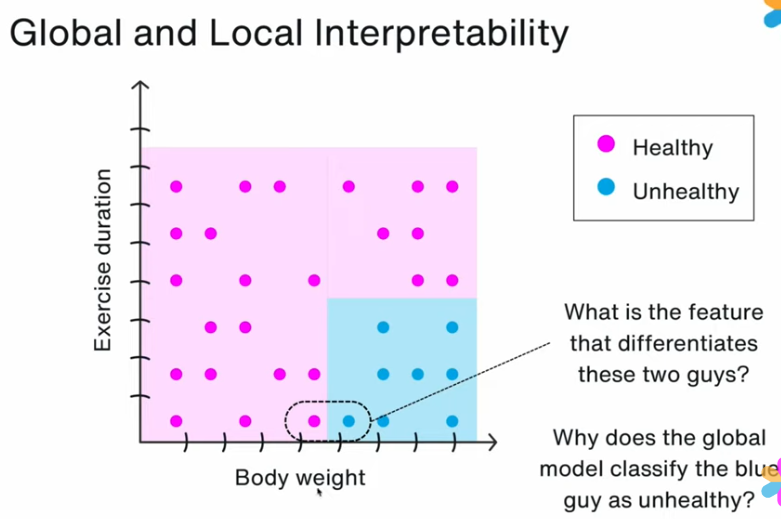 Global and Local Interpretability
Exercise duration
Healthy
Unhealthy
What is the feature
that differentiates
these two guys?
Why does the global
model classify the blue
guy as unhealthy?
Body weight